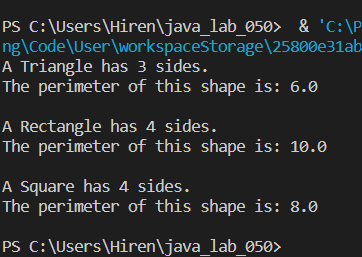 PS C:\Users\Hiren\java_lab_050>  & 'C:\P
ng\Code\User\workspaceStorage\25800e31ab
A Triangle has 3 sides.
The perimeter of this shape is: 6.0
A Rectangle has 4 sides.
The perimeter of this shape is: 10.0
A Square has 4 sides.
The perimeter of this shape is: 8.0
PS C:\Users\Hiren\java_lab_050>